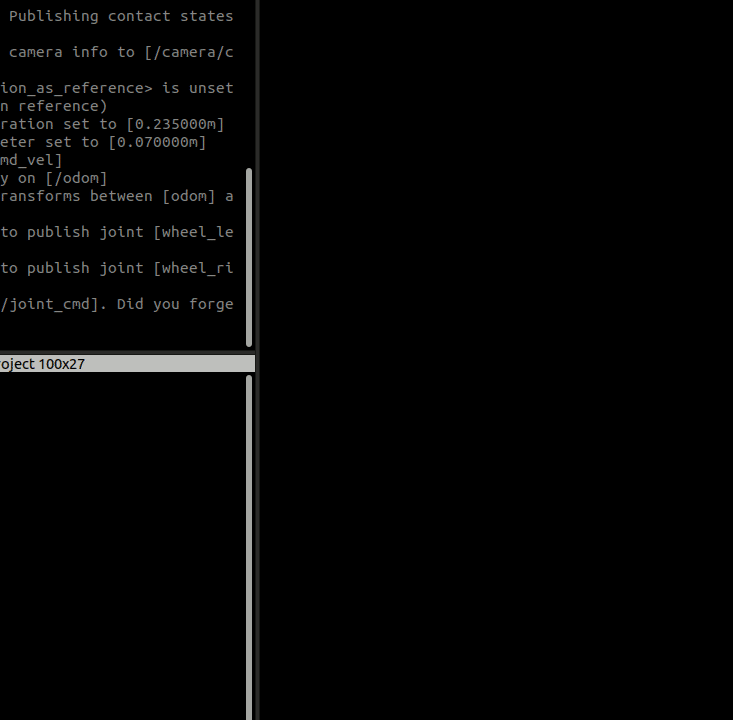 Publishing contact states
camera info to [/camera/c
ion_as_reference> is unset
n reference)
ration set to [0.235000m]
eter set to [0.070000m]
md_vel]
y on [/odom]
ransforms between [odom] a
to publish joint [wheel_le
to publish joint [wheel_ri
/joint_cmd]. Did you forge
oject 100x27